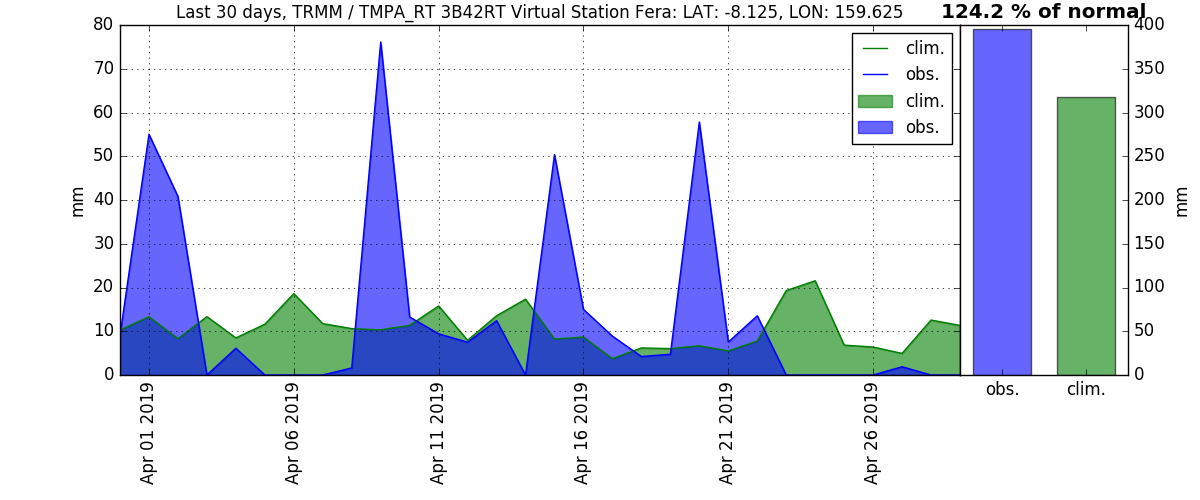 Last 30 days, TRMM / TMPA_RT 3B42RT Virtual Station Fera: LAT: -8.125, LON: 159.625
124.2 % of normal
80
70
60
50
40
30
20
10
0
mm
clim.
obs.
clim.
obs.
400
350
300
250
200
150
100
50
0
mm
Apr 01 2019
Apr 06 2019
Apr 11 2019
Apr 16 2019
Apr 21 2019
Apr 26 2019
obs.
clim.